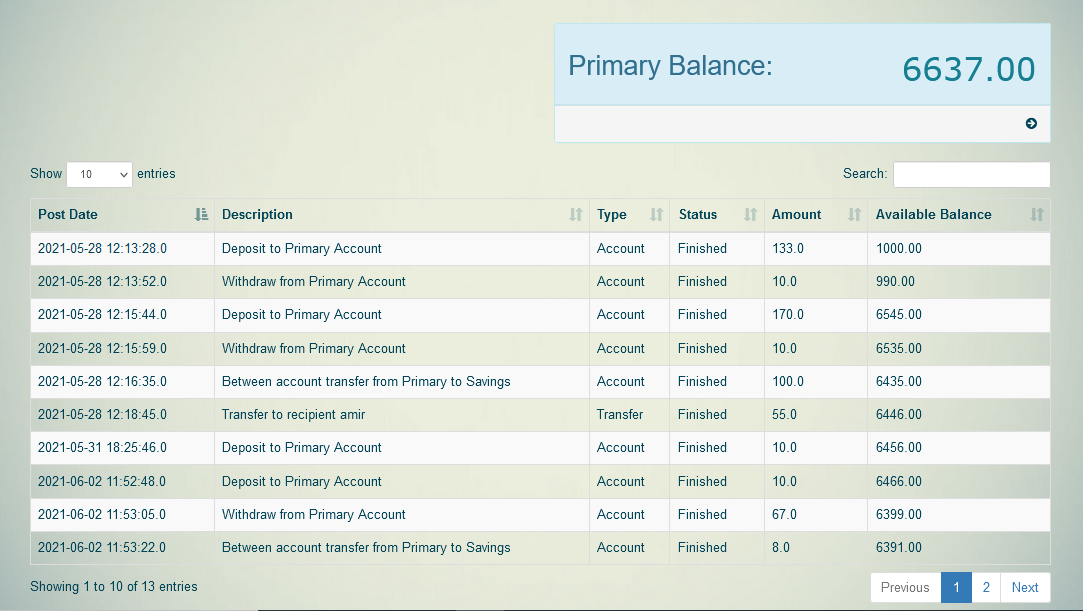 Primary Balance: 6637.00
Show 10 entries Search:
Post Date Description Type Status Amount Available Balance
2021-05-28 12:13:28.0 Deposit to Primary Account Account Finished 133.0 1000.00
2021-05-28 12:13:52.0 Withdraw from Primary Account Account Finished 10.0 990.00
2021-05-28 12:15:44.0 Deposit to Primary Account Account Finished 170.0 6545.00
2021-05-28 12:15:59.0 Withdraw from Primary Account Account Finished 10.0 6535.00
2021-05-28 12:16:35.0 Between account transfer from Primary to Savings Account Finished 100.0 6435.00
2021-05-28 12:18:45.0 Transfer to recipient amir Transfer Finished 55.0 6446.00
2021-05-31 18:25:46.0 Deposit to Primary Account Account Finished 10.0 6456.00
2021-06-02 11:52:48.0 Deposit to Primary Account Account Finished 10.0 6466.00
2021-06-02 11:53:05.0 Withdraw from Primary Account Account Finished 67.0 6399.00
2021-06-02 11:53:22.0 Between account transfer from Primary to Savings Account Finished 8.0 6391.00
Showing 1 to 10 of 13 entries Previous 1 2 Next